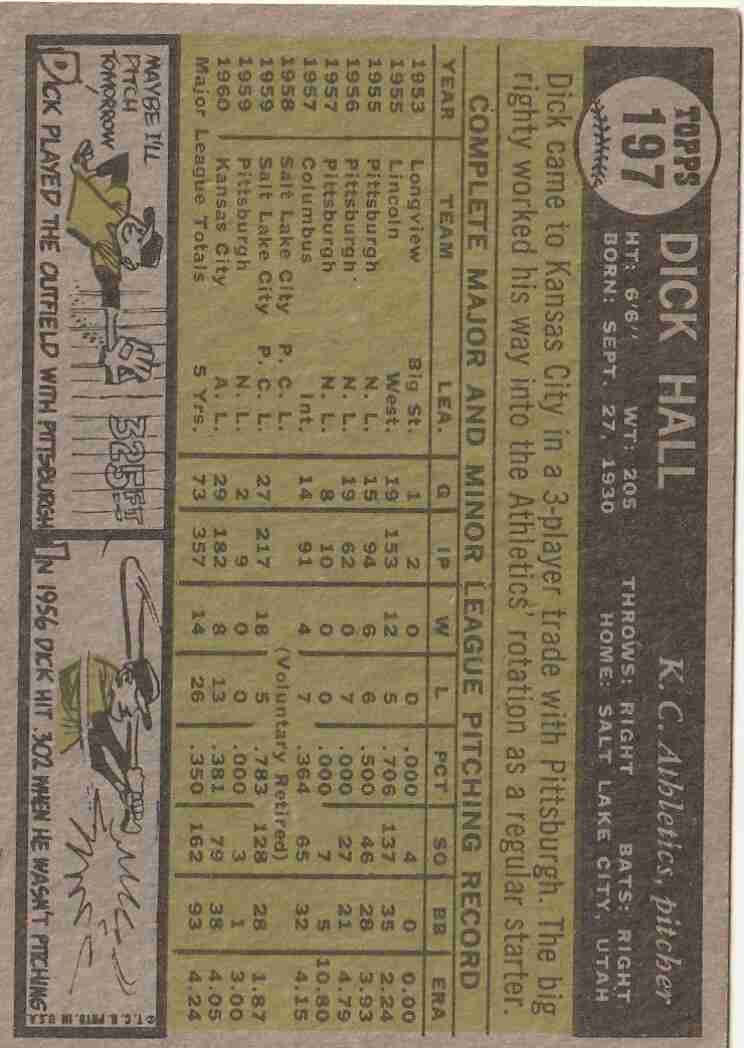 TOPPS
197
DICK HALL
K. C. Athletics, pitcher
HT: 6'6" WT: 205 THROWS: RIGHT BATS: RIGHT
BORN: SEPT. 27, 1930 HOME: SALT LAKE CITY, UTAH
Dick came to Kansas City in a 3-player trade with Pittsburgh. The big
righty worked his way into the Athletics' rotation as a regular starter.
COMPLETE MAJOR AND MINOR LEAGUE PITCHING RECORD
YEAR TEAM LEA. G IP W L PCT SO BB ERA
1953 Longview Big St. 1 2 0 0 .000 4 0 0.00
1955 Lincoln West. 19 153 12 5 .706 137 35 2.24
1955 Pittsburgh N. L. 15 94 6 6 .500 46 28 3.93
1956 Pittsburgh N. L. 19 62 0 7 .000 27 21 4.79
1957 Pittsburgh N. L. 8 10 0 0 .000 7 5 10.80
1957 Columbus Int. 14 91 4 7 .364 65 32 4.15
1958 Salt Lake City P. C. L. (Voluntary Retired)
1959 Salt Lake City P. C. L. 27 217 18 5 .783 128 28 1.87
1959 Pittsburgh N. L. 2 9 0 0 .000 3 1 3.00
1960 Kansas City A. L. 29 182 8 13 .381 79 38 4.05
Major League Totals 5 Yrs. 73 357 14 26 .350 162 93 4.24
MAYBE I'LL
PITCH
TOMORROW
325 FT
DICK PLAYED THE OUTFIELD WITH PITTSBURGH
IN 1956 DICK HIT .302 WHEN HE WASN'T PITCHING
© T. C. G. PRTD. IN U.S.A.